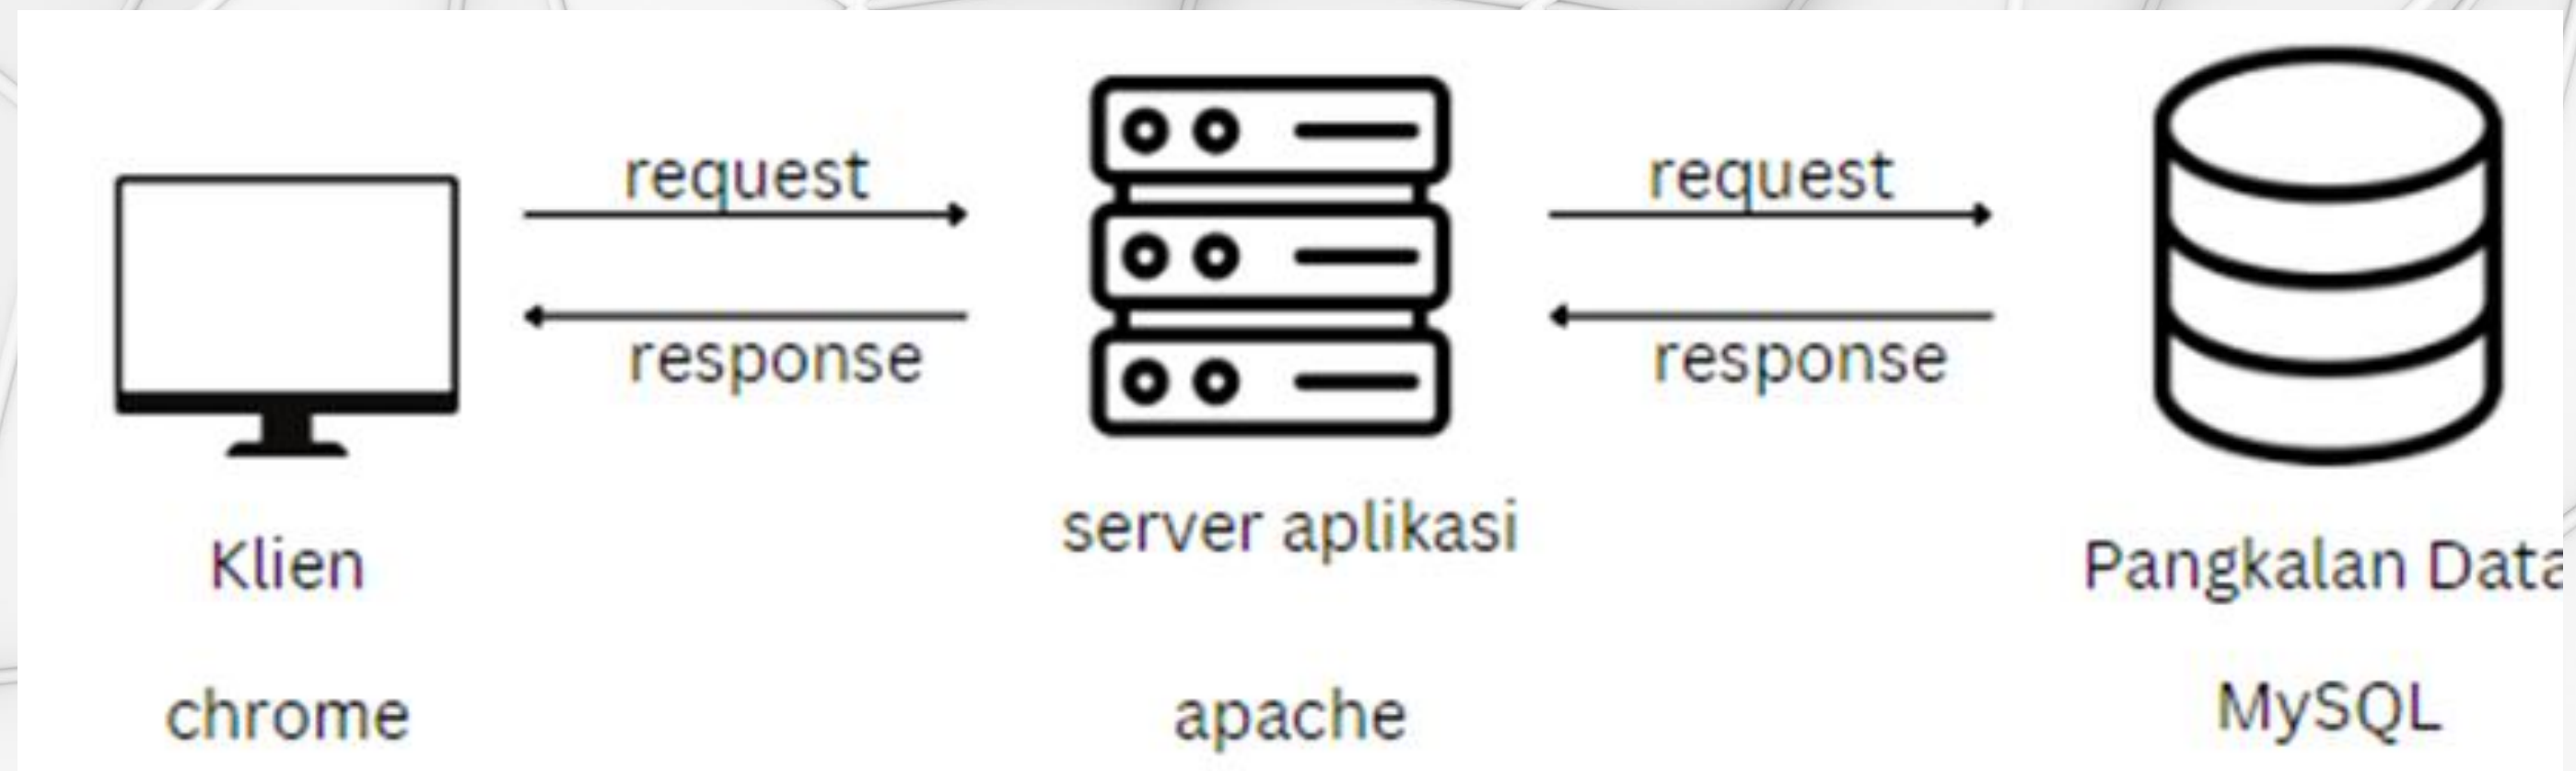 request
response
request
response
Klien
server aplikasi
Pangkalan Data
chrome
apache
MySQL